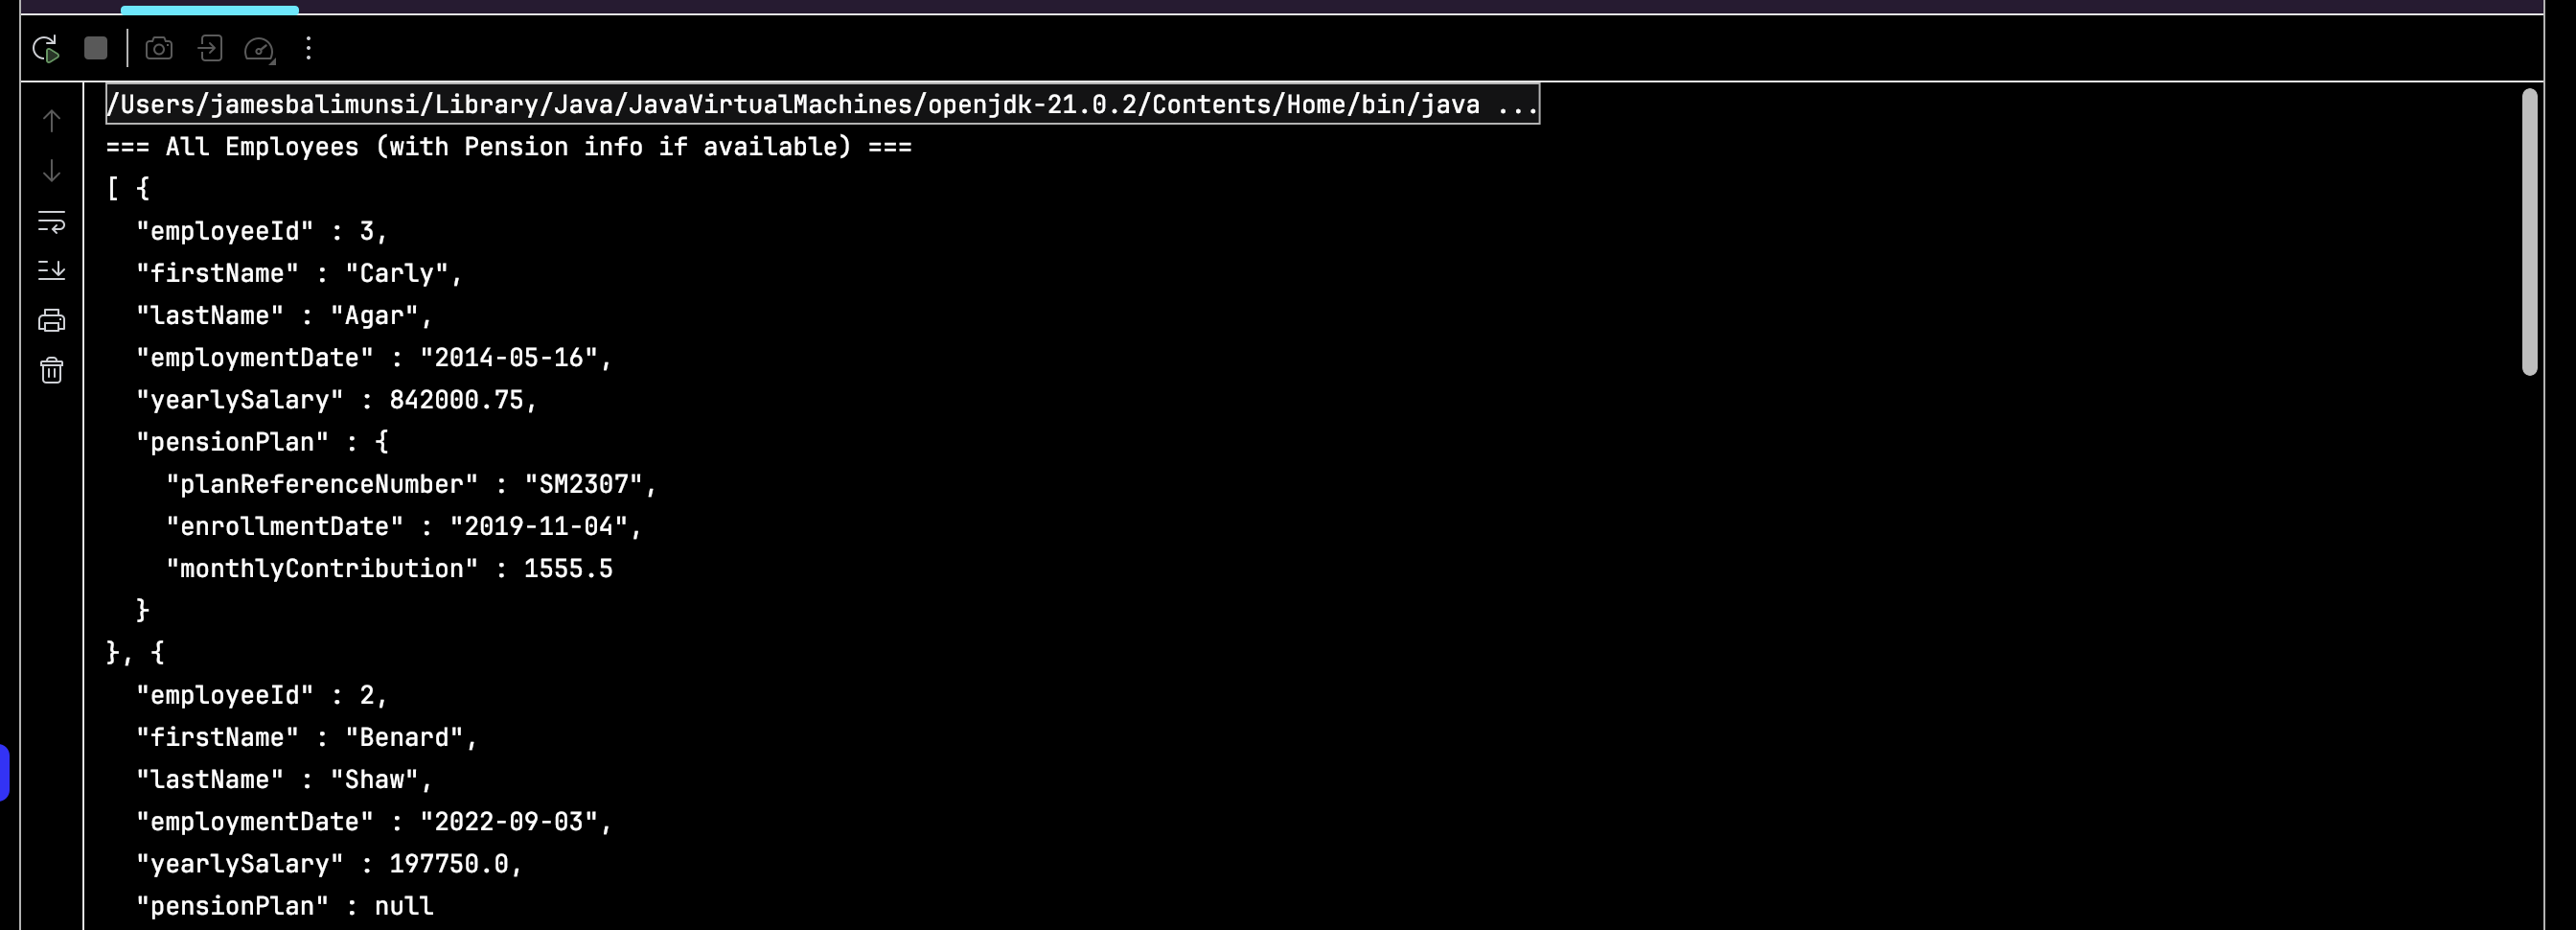 /Users/jamesbalimunsi/Library/Java/JavaVirtualMachines/openjdk-21.0.2/Contents/Home/bin/java ...
=== All Employees (with Pension info if available) ===
[ {
  "employeeId" : 3,
  "firstName" : "Carly",
  "lastName" : "Agar",
  "employmentDate" : "2014-05-16",
  "yearlySalary" : 842000.75,
  "pensionPlan" : {
    "planReferenceNumber" : "SM2307",
    "enrollmentDate" : "2019-11-04",
    "monthlyContribution" : 1555.5
  }
}, {
  "employeeId" : 2,
  "firstName" : "Benard",
  "lastName" : "Shaw",
  "employmentDate" : "2022-09-03",
  "yearlySalary" : 197750.0,
  "pensionPlan" : null